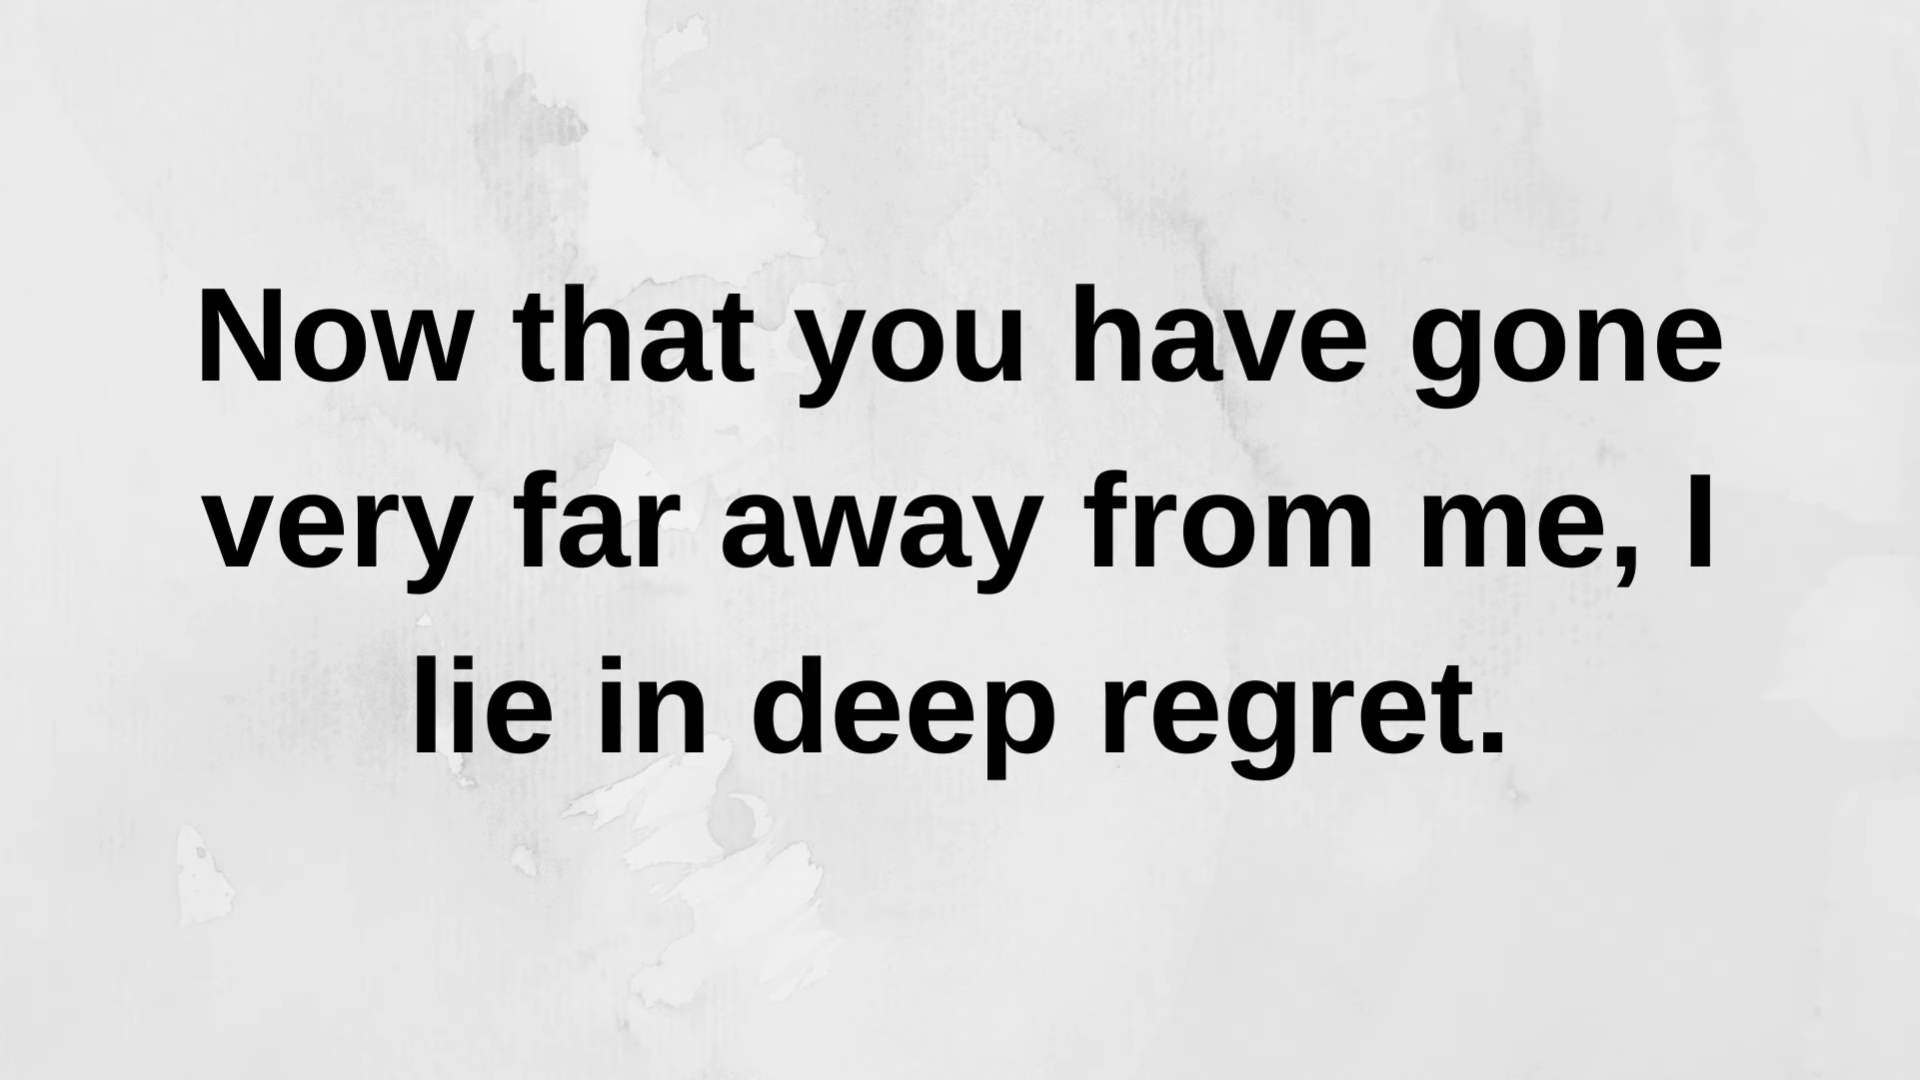 Now that you have gone
very far away from me, I
lie in deep regret.